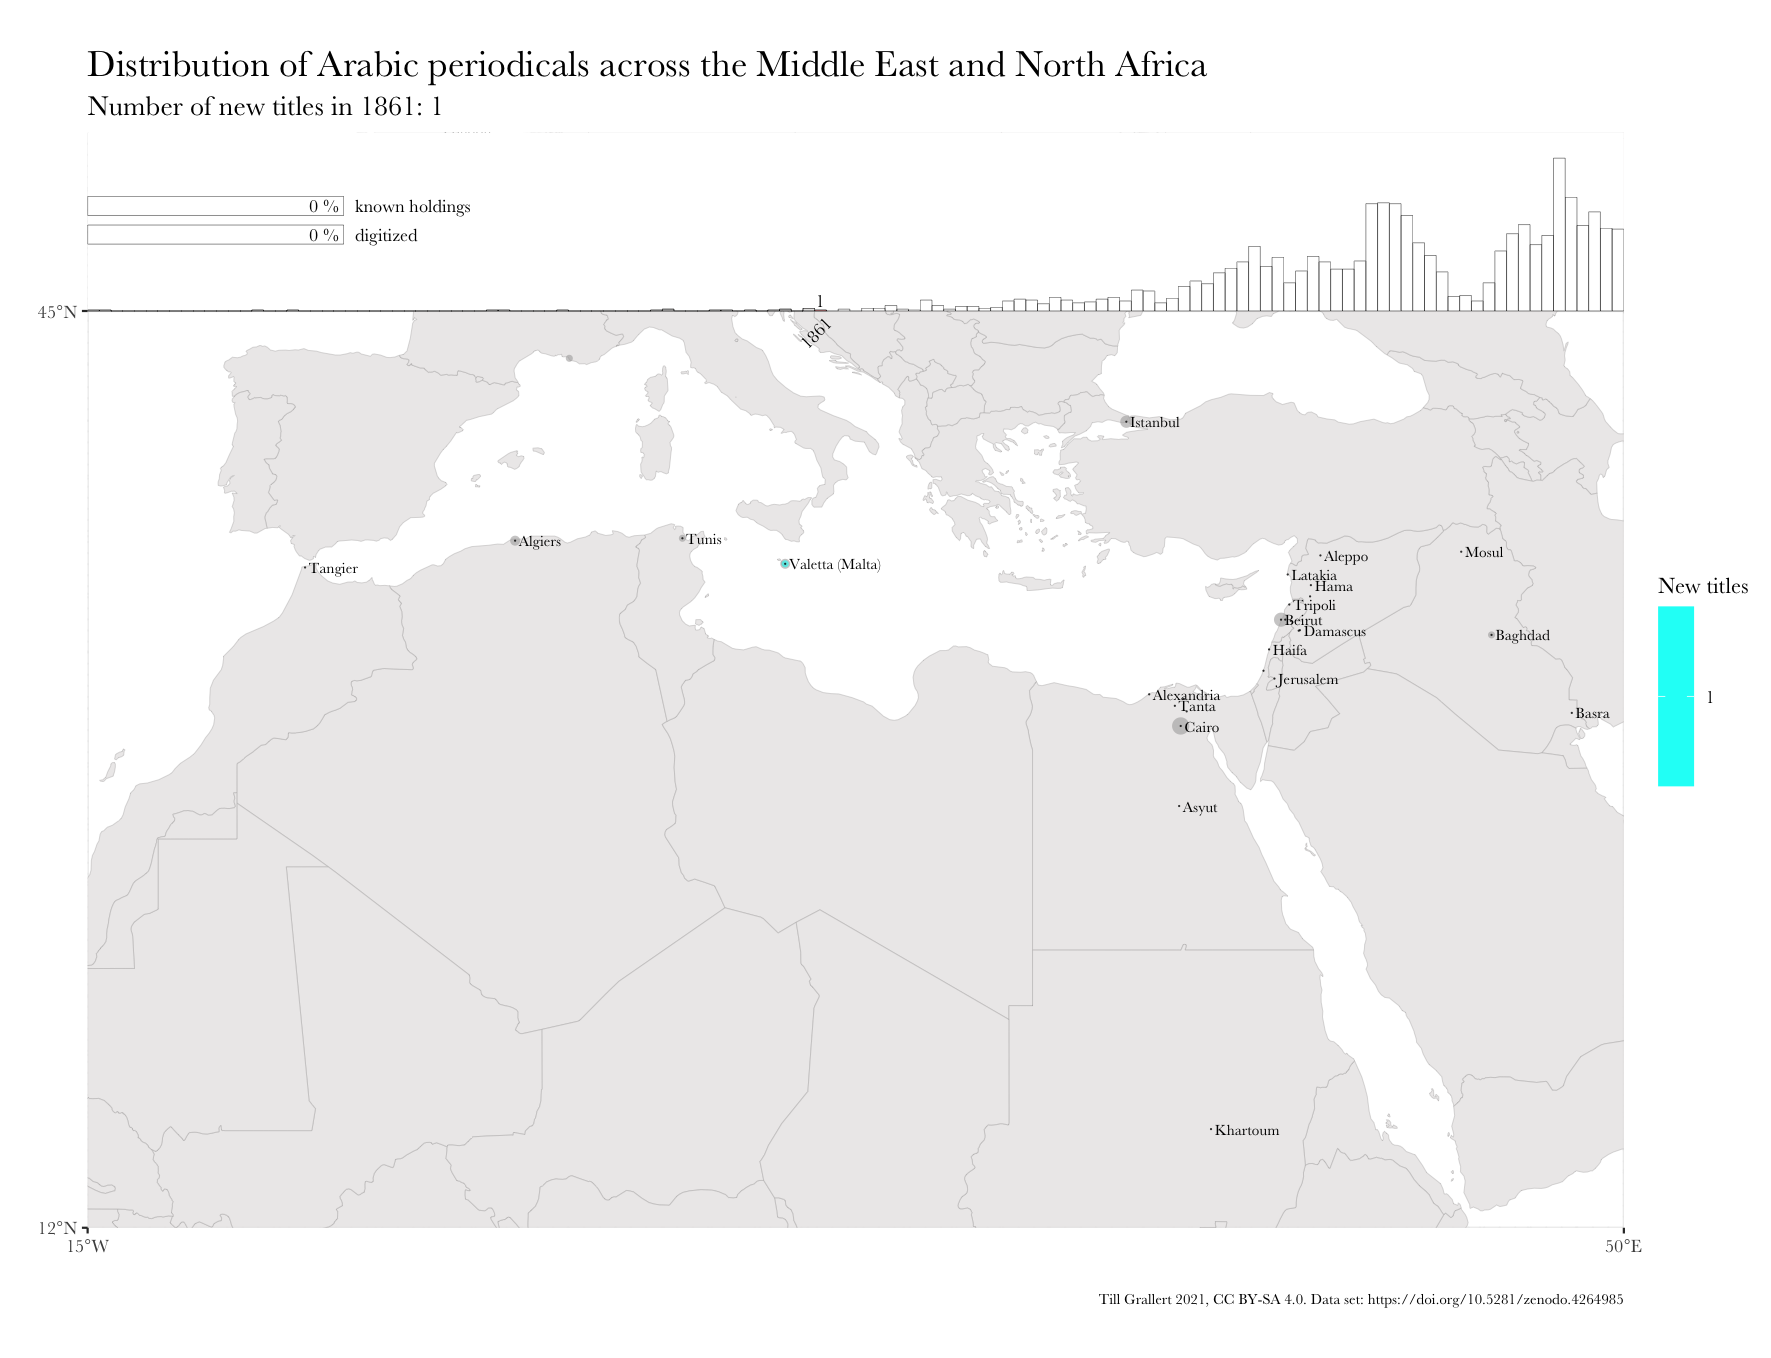 Distribution of Arabic periodicals across the Middle East and North Africa
Number of new titles in 1861: 1
0 % known holdings
0 % digitized
1
45°N
1861
Istanbul
Algiers
Tunis
Tangier
Valetta (Malta)
Aleppo
Mosul
Latakia
Hama
Tripoli
Beirut
Damascus
Baghdad
Haifa
Jerusalem
Alexandria
Tanta
Basra
Cairo
Asyut
Khartoum
New titles
1
12°N
15°W
50°E
Till Grallert 2021, CC BY-SA 4.0. Data set: https://doi.org/10.5281/zenodo.4264985